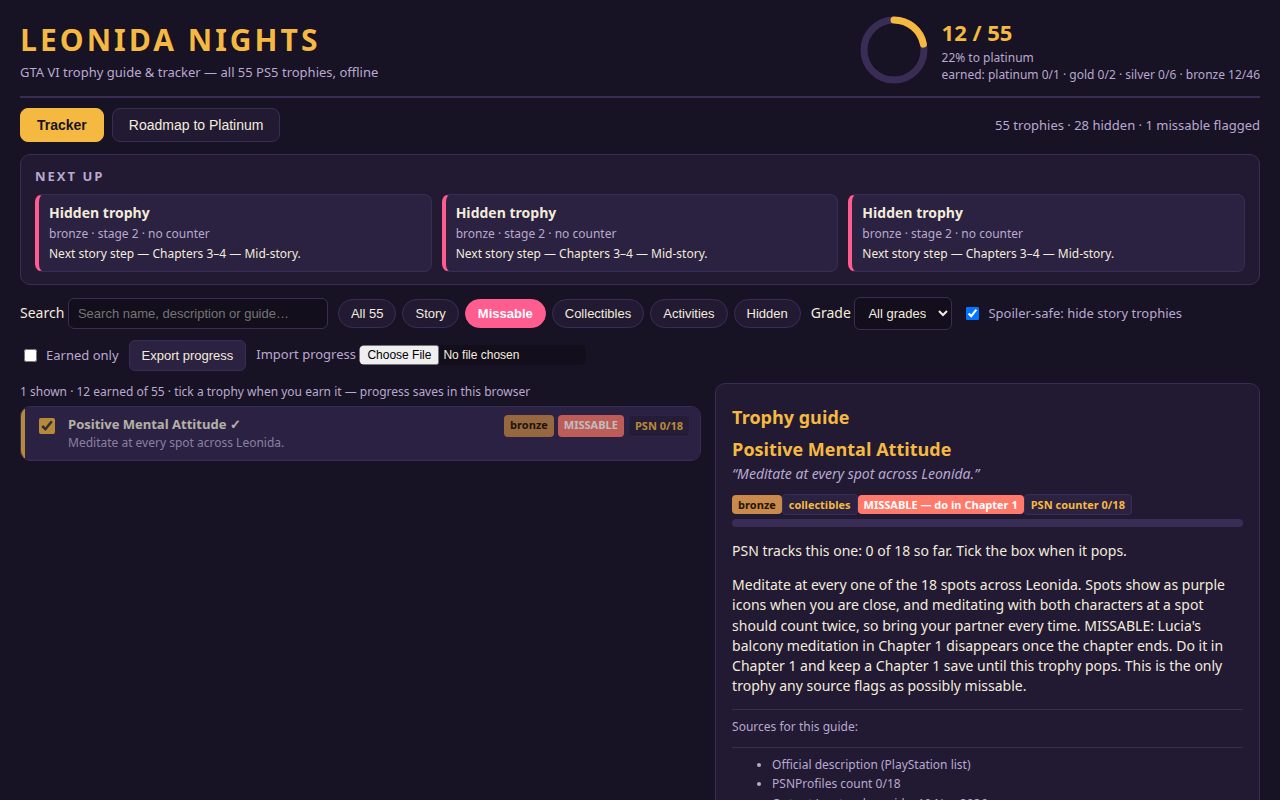 LEONIDA NIGHTS
GTA VI trophy guide & tracker — all 55 PS5 trophies, offline
12 / 55
22% to platinum
earned: platinum 0/1 · gold 0/2 · silver 0/6 · bronze 12/46
Tracker
Roadmap to Platinum
55 trophies · 28 hidden · 1 missable flagged
NEXT UP
Hidden trophy
bronze · stage 2 · no counter
Next story step — Chapters 3–4 — Mid-story.
Hidden trophy
bronze · stage 2 · no counter
Next story step — Chapters 3–4 — Mid-story.
Hidden trophy
bronze · stage 2 · no counter
Next story step — Chapters 3–4 — Mid-story.
Search Search name, description or guide… All 55 Story Missable Collectibles Activities Hidden Grade All grades Spoiler-safe: hide story trophies
Earned only Export progress Import progress Choose File No file chosen
1 shown · 12 earned of 55 · tick a trophy when you earn it — progress saves in this browser
Positive Mental Attitude ✓
Meditate at every spot across Leonida.
bronze MISSABLE PSN 0/18
Trophy guide
Positive Mental Attitude
“Meditate at every spot across Leonida.”
bronze collectibles MISSABLE — do in Chapter 1 PSN counter 0/18
PSN tracks this one: 0 of 18 so far. Tick the box when it pops.
Meditate at every one of the 18 spots across Leonida. Spots show as purple
icons when you are close, and meditating with both characters at a spot
should count twice, so bring your partner every time. MISSABLE: Lucia's
balcony meditation in Chapter 1 disappears once the chapter ends. Do it in
Chapter 1 and keep a Chapter 1 save until this trophy pops. This is the only
trophy any source flags as possibly missable.
Sources for this guide:
Official description (PlayStation list)
PSNProfiles count 0/18